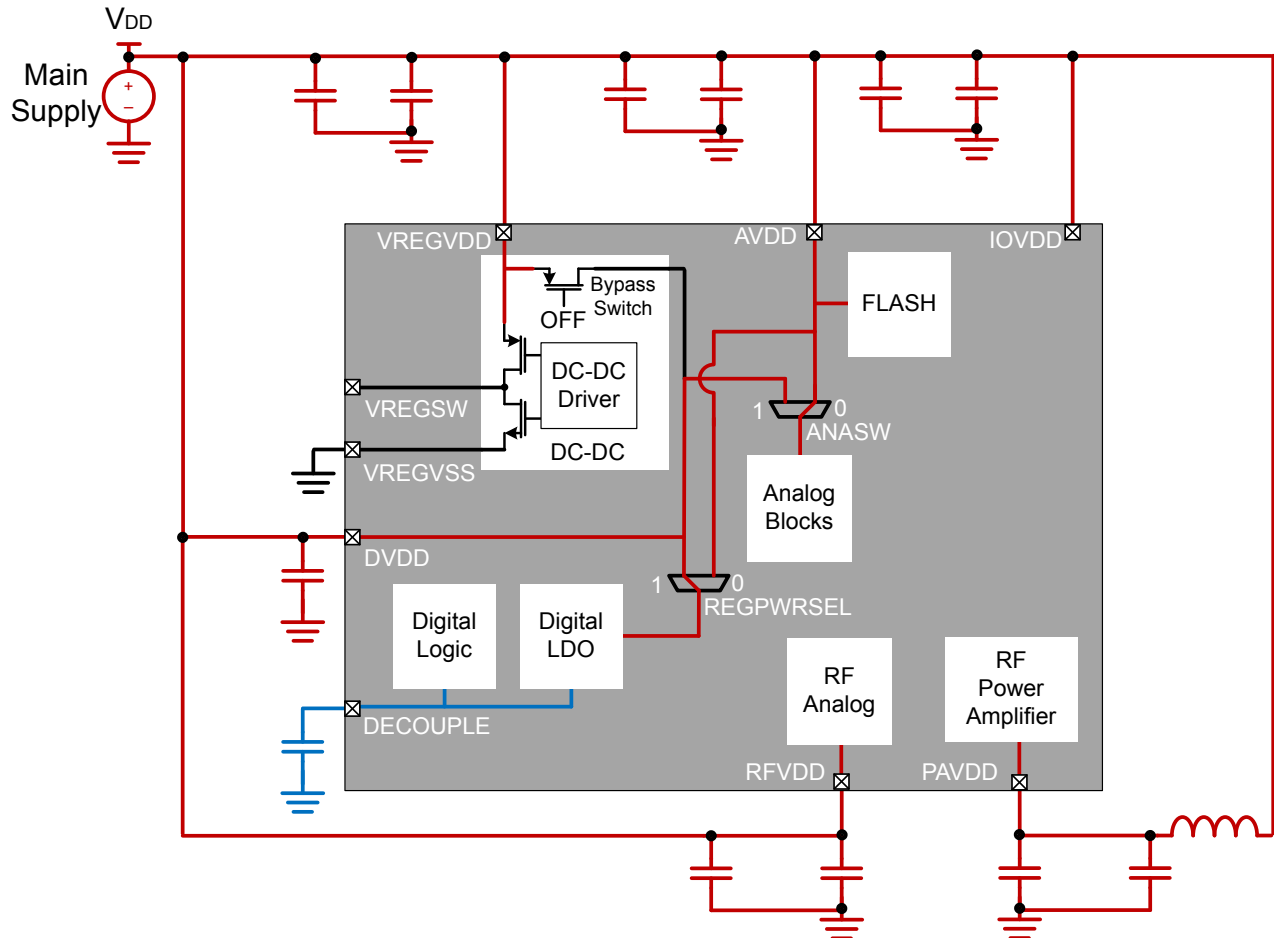 VDD
Main
Supply
+
–
VREGVDD
AVDD
IOVDD
Bypass
Switch
OFF
FLASH
DC-DC
Driver
VREGSW
1
0
ANASW
DC-DC
VREGVSS
Analog
Blocks
DVDD
1
0
REGPWRSEL
Digital
Logic
Digital
LDO
RF
Analog
RF
Power
Amplifier
DECOUPLE
RFVDD
PAVDD